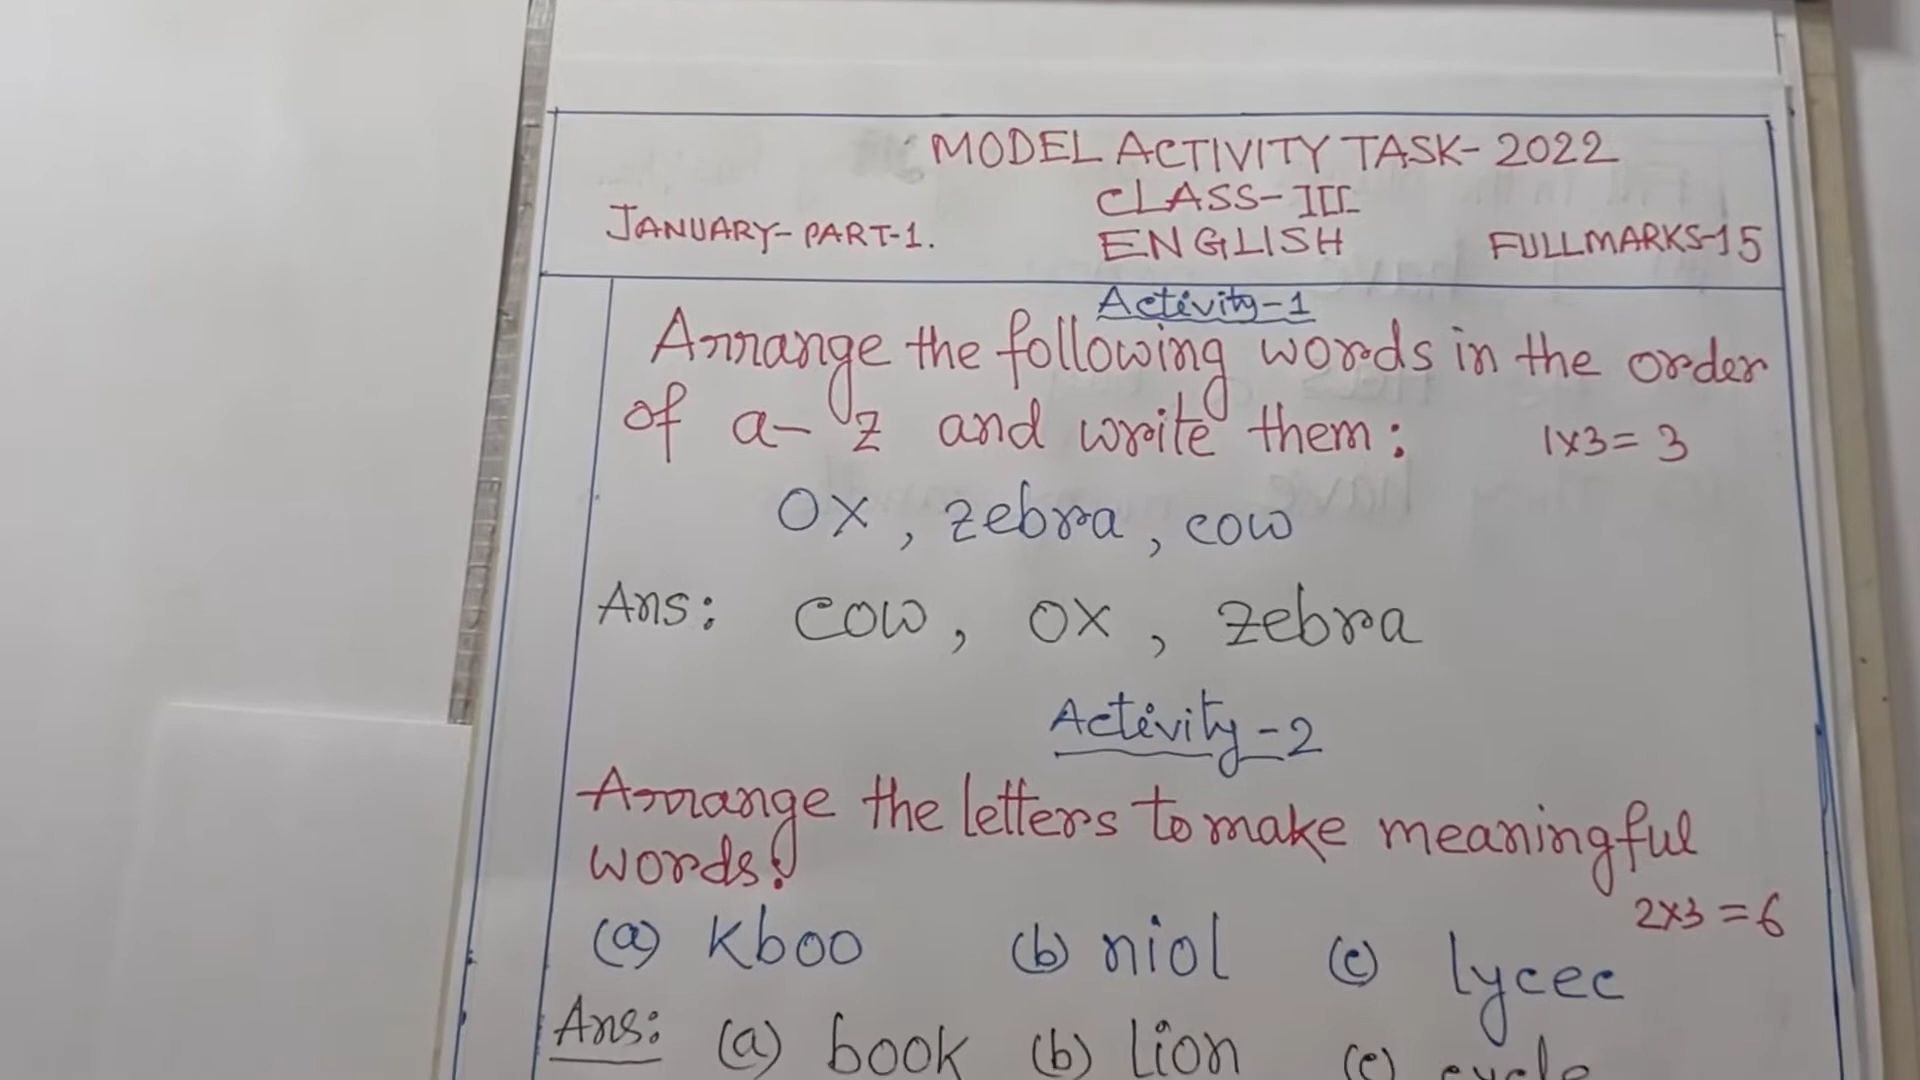 MODEL ACTIVITY TASK- 2022
CLASS-III
JANUARY- PART-1. ENGLISH FULLMARKS-15
Activity-1
Arrange the following words in the order
of a- z and write them: 1x3= 3
ox, zebra, cow
Ans: cow, ox, zebra
Activity-2
Arrange the letters to make meaningful
words:
2x3=6
(a) kboo (b) niol (c) lycec
Ans: (a) book (b) lion (c) cycle